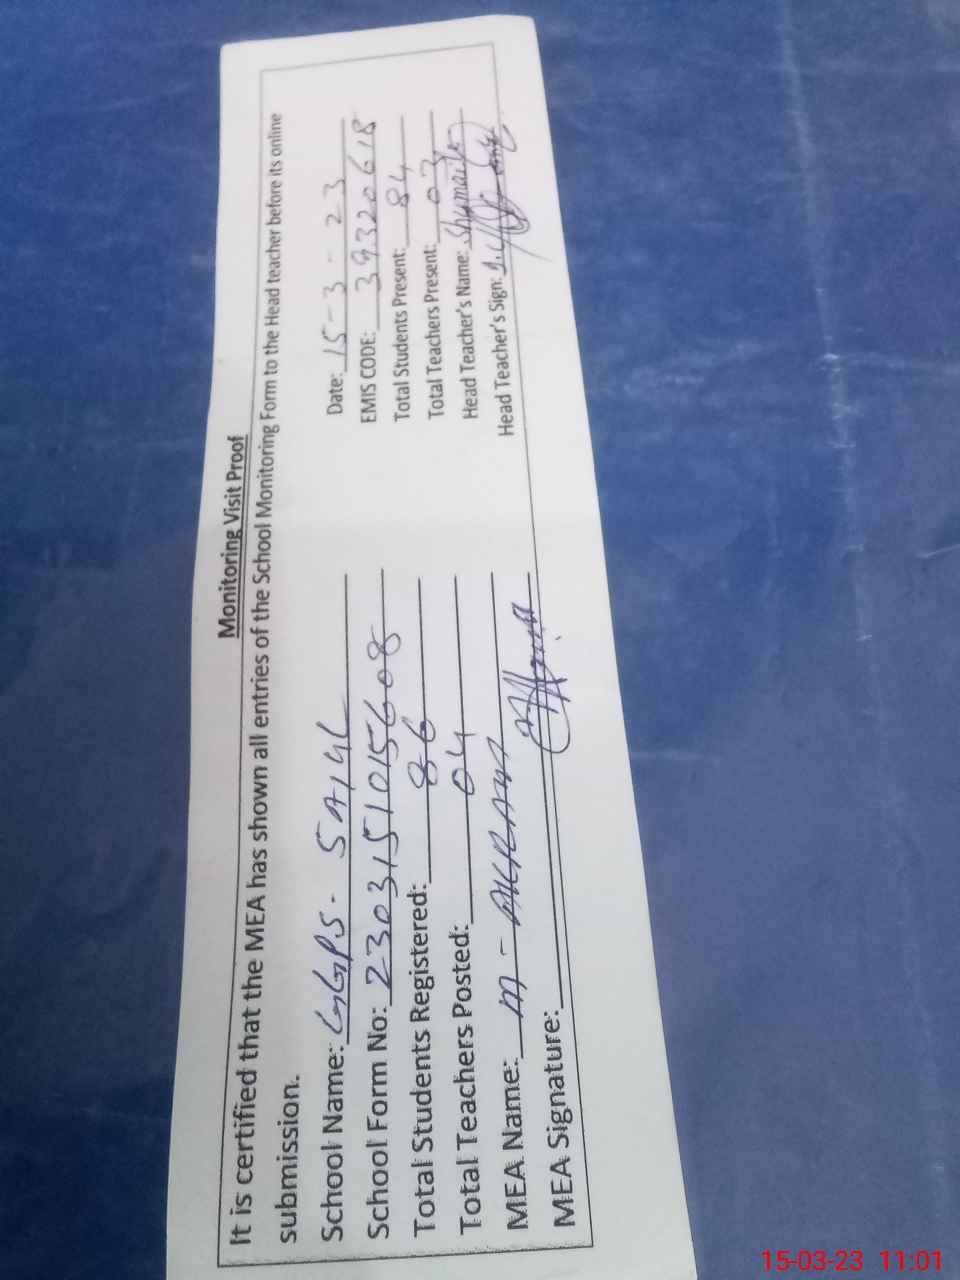 Monitoring Visit Proof
It is certified that the MEA has shown all entries of the School Monitoring Form to the Head teacher before its online
submission.
School Name: GGPS - SAIGL
Date: 15-3-23
School Form No: 2303151015608
EMIS CODE: 39320618
Total Students Registered: 86
Total Students Present: 84
Total Teachers Posted: 04
Total Teachers Present: 03
MEA Name: M - AKRAM
Head Teacher's Name: Shumaila
MEA Signature:
Head Teacher's Sign:
15-03-23 11:01